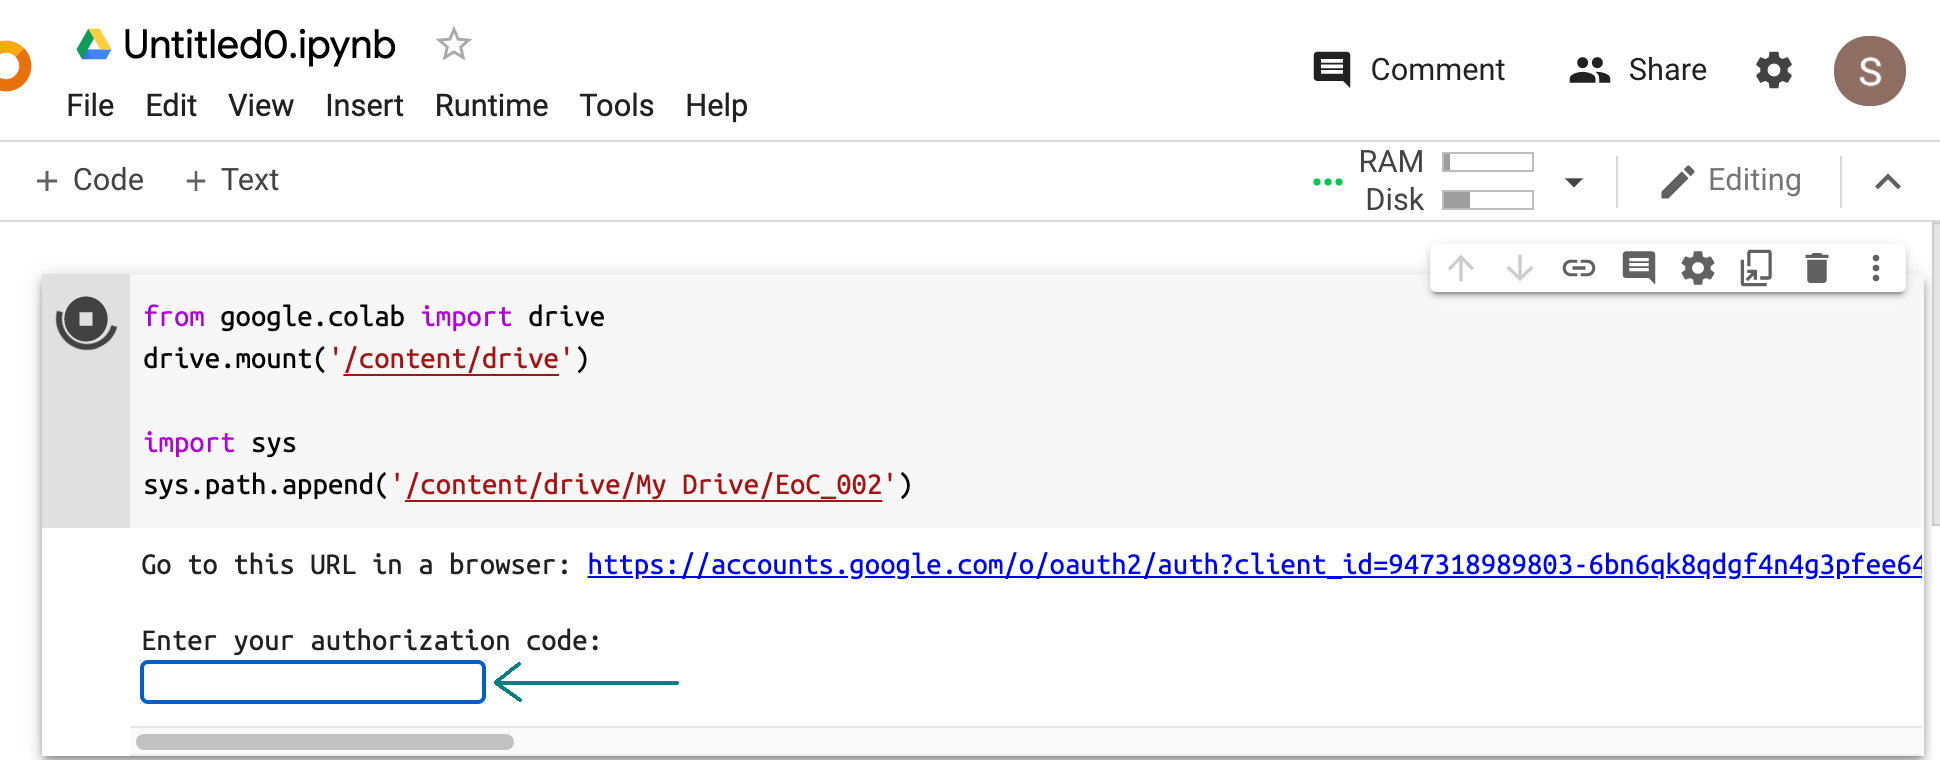 Untitled0.ipynb
File Edit View Insert Runtime Tools Help
Comment Share S
+ Code + Text
RAM
Disk
Editing
from google.colab import drive
drive.mount('/content/drive')
import sys
sys.path.append('/content/drive/My Drive/EoC_002')
Go to this URL in a browser: https://accounts.google.com/o/oauth2/auth?client_id=947318989803-6bn6qk8qdgf4n4g3pfee64
Enter your authorization code: